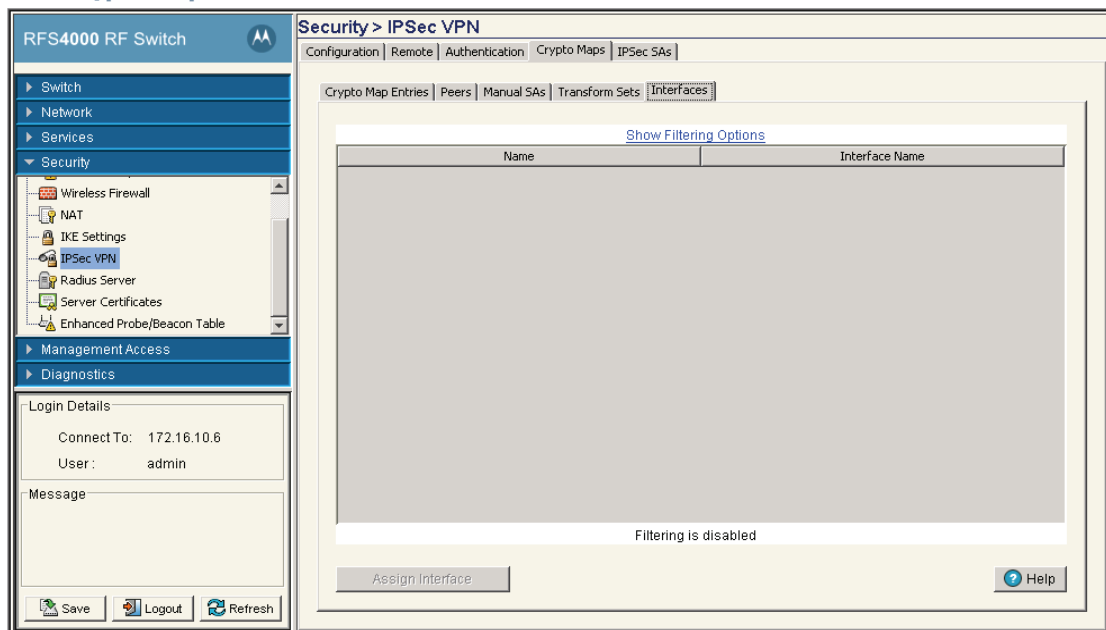 RFS4000 RF Switch
Switch
Network
Services
Security
Wireless Firewall
NAT
IKE Settings
IPSec VPN
Radius Server
Server Certificates
Enhanced Probe/Beacon Table
Management Access
Diagnostics
Login Details
Connect To: 172.16.10.6
User : admin
Message
Save Logout Refresh
Security > IPSec VPN
Configuration Remote Authentication Crypto Maps IPSec SAs
Crypto Map Entries Peers Manual SAs Transform Sets Interfaces
Show Filtering Options
Name Interface Name
Filtering is disabled
Assign Interface ? Help